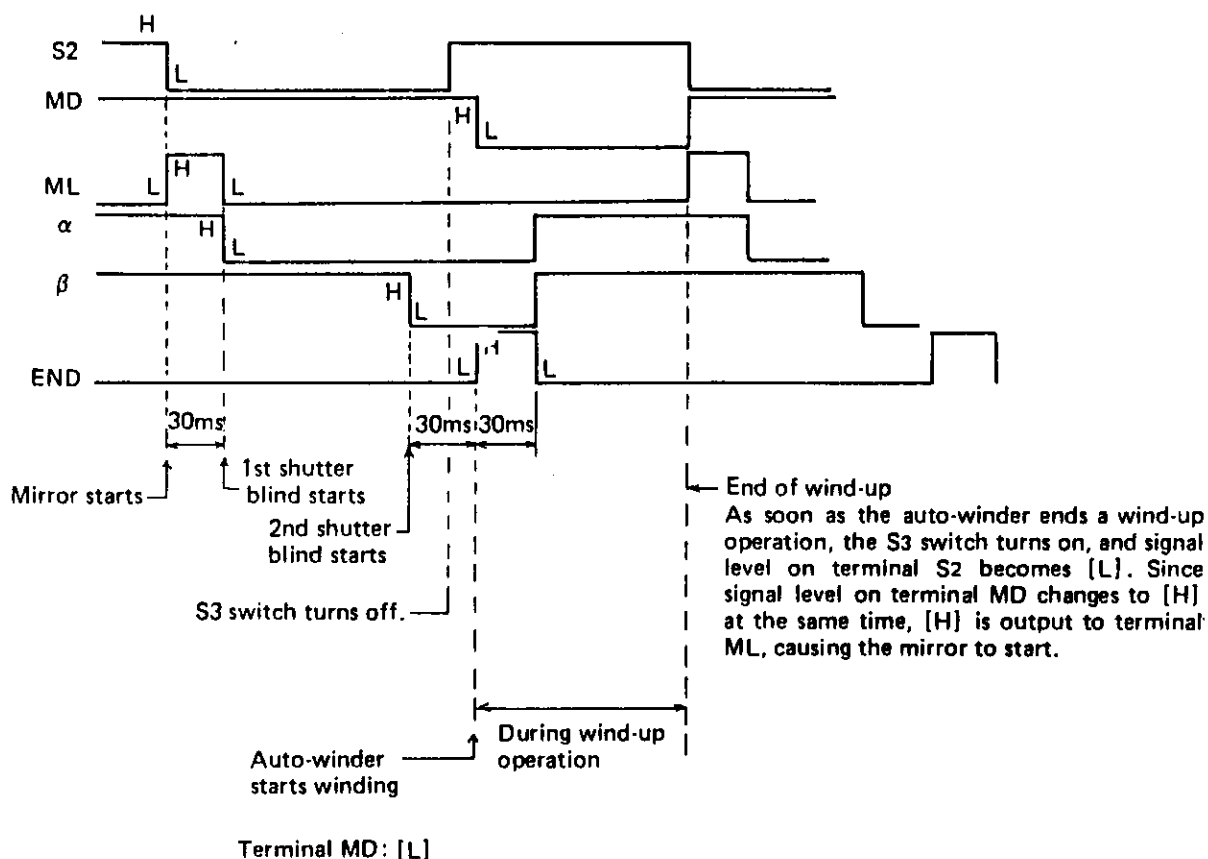 H
S2
L
MD
H
L
H
ML
L
L
α
H
L
β
H
L
H
END
L
L
30ms
30ms
30ms
Mirror starts
1st shutter
blind starts
2nd shutter
blind starts
S3 switch turns off.
End of wind-up
As soon as the auto-winder ends a wind-up
operation, the S3 switch turns on, and signal
level on terminal S2 becomes [L]. Since
signal level on terminal MD changes to [H]
at the same time, [H] is output to terminal
ML, causing the mirror to start.
During wind-up
operation
Auto-winder
starts winding
Terminal MD: [L]